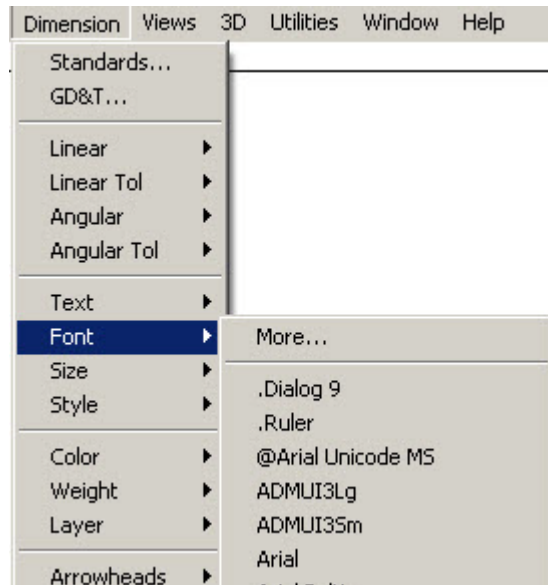 Dimension Views 3D Utilities Window Help
Standards...
GD&T...
Linear
Linear Tol
Angular
Angular Tol
Text
Font
Size
Style
Color
Weight
Layer
Arrowheads
More...
.Dialog 9
.Ruler
@Arial Unicode MS
ADMUI3Lg
ADMUI3Sm
Arial